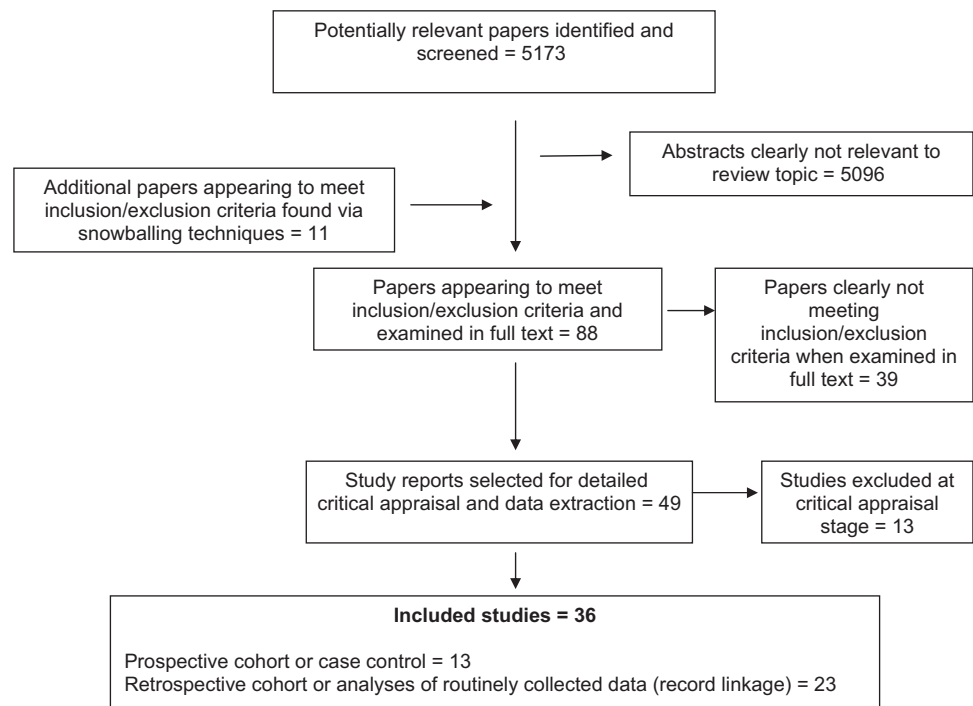 Potentially relevant papers identified and
screened = 5173
Abstracts clearly not relevant to
review topic = 5096
Additional papers appearing to meet
inclusion/exclusion criteria found via
snowballing techniques = 11
Papers appearing to meet
inclusion/exclusion criteria and
examined in full text = 88
Papers clearly not
meeting
inclusion/exclusion
criteria when examined in
full text = 39
Study reports selected for detailed
critical appraisal and data extraction = 49
Studies excluded at
critical appraisal
stage = 13
Included studies = 36
Prospective cohort or case control = 13
Retrospective cohort or analyses of routinely collected data (record linkage) = 23